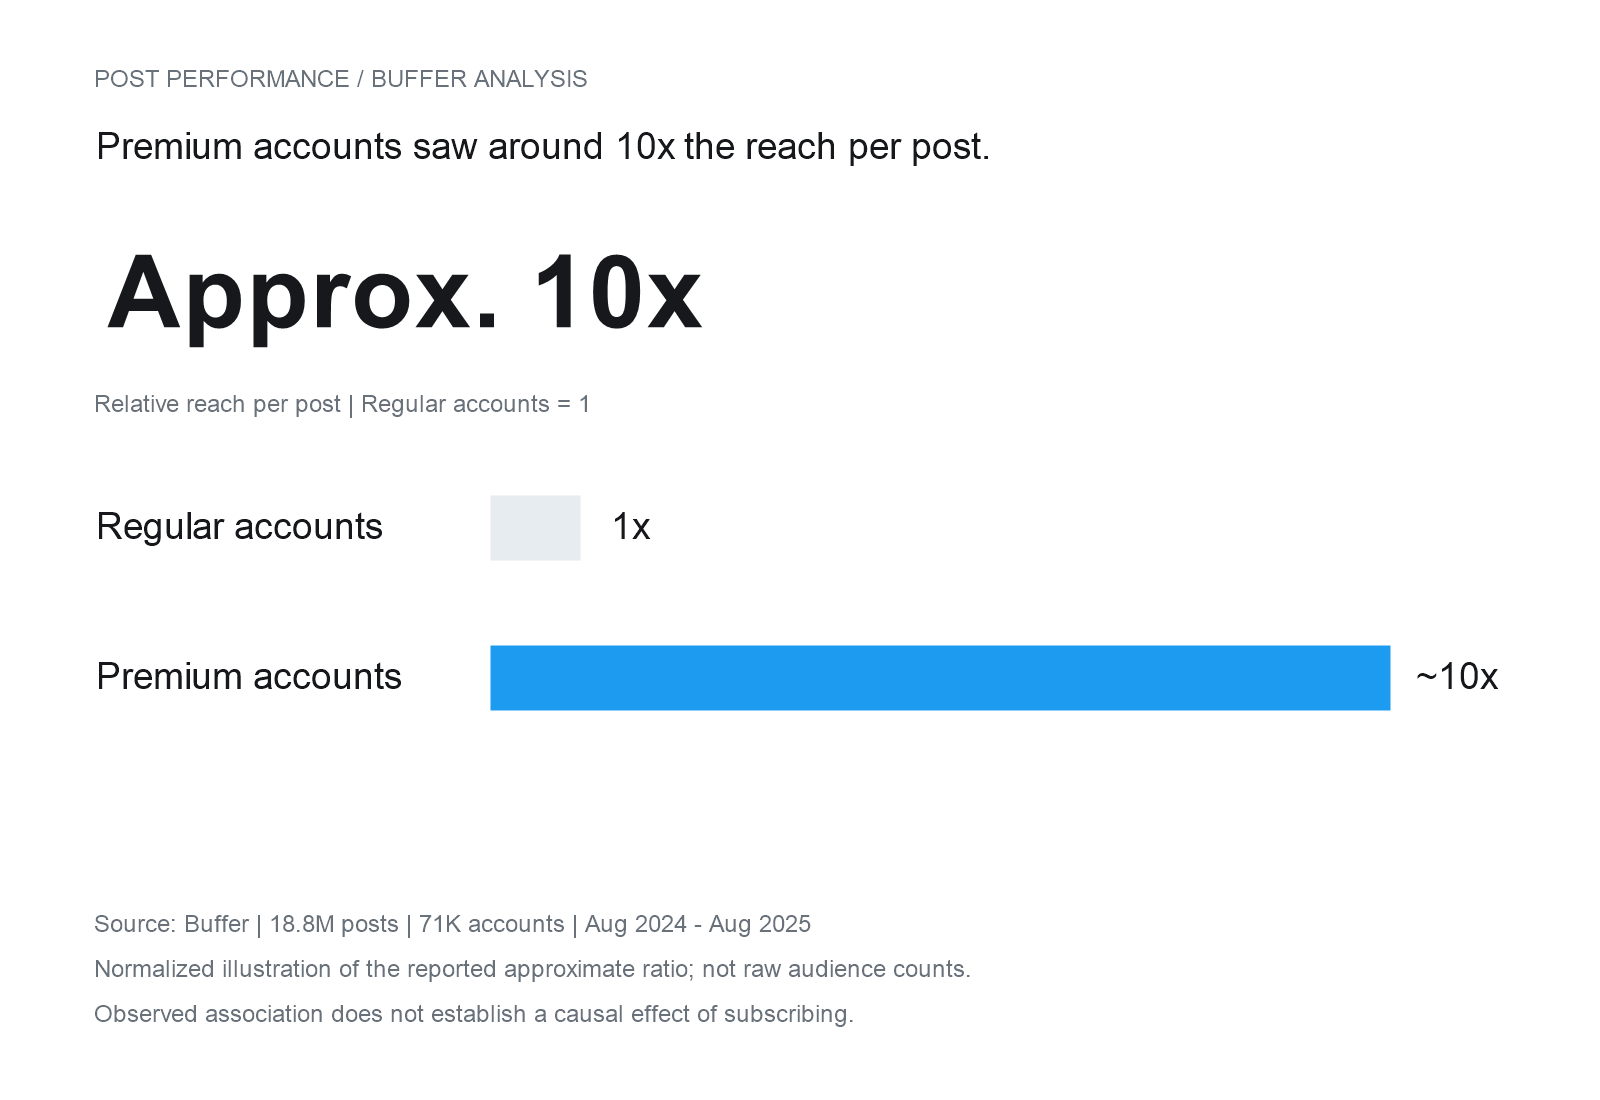 POST PERFORMANCE / BUFFER ANALYSIS
Premium accounts saw around 10x the reach per post.
Approx. 10x
Relative reach per post | Regular accounts = 1
Regular accounts 1x
Premium accounts ~10x
Source: Buffer | 18.8M posts | 71K accounts | Aug 2024 - Aug 2025
Normalized illustration of the reported approximate ratio; not raw audience counts.
Observed association does not establish a causal effect of subscribing.